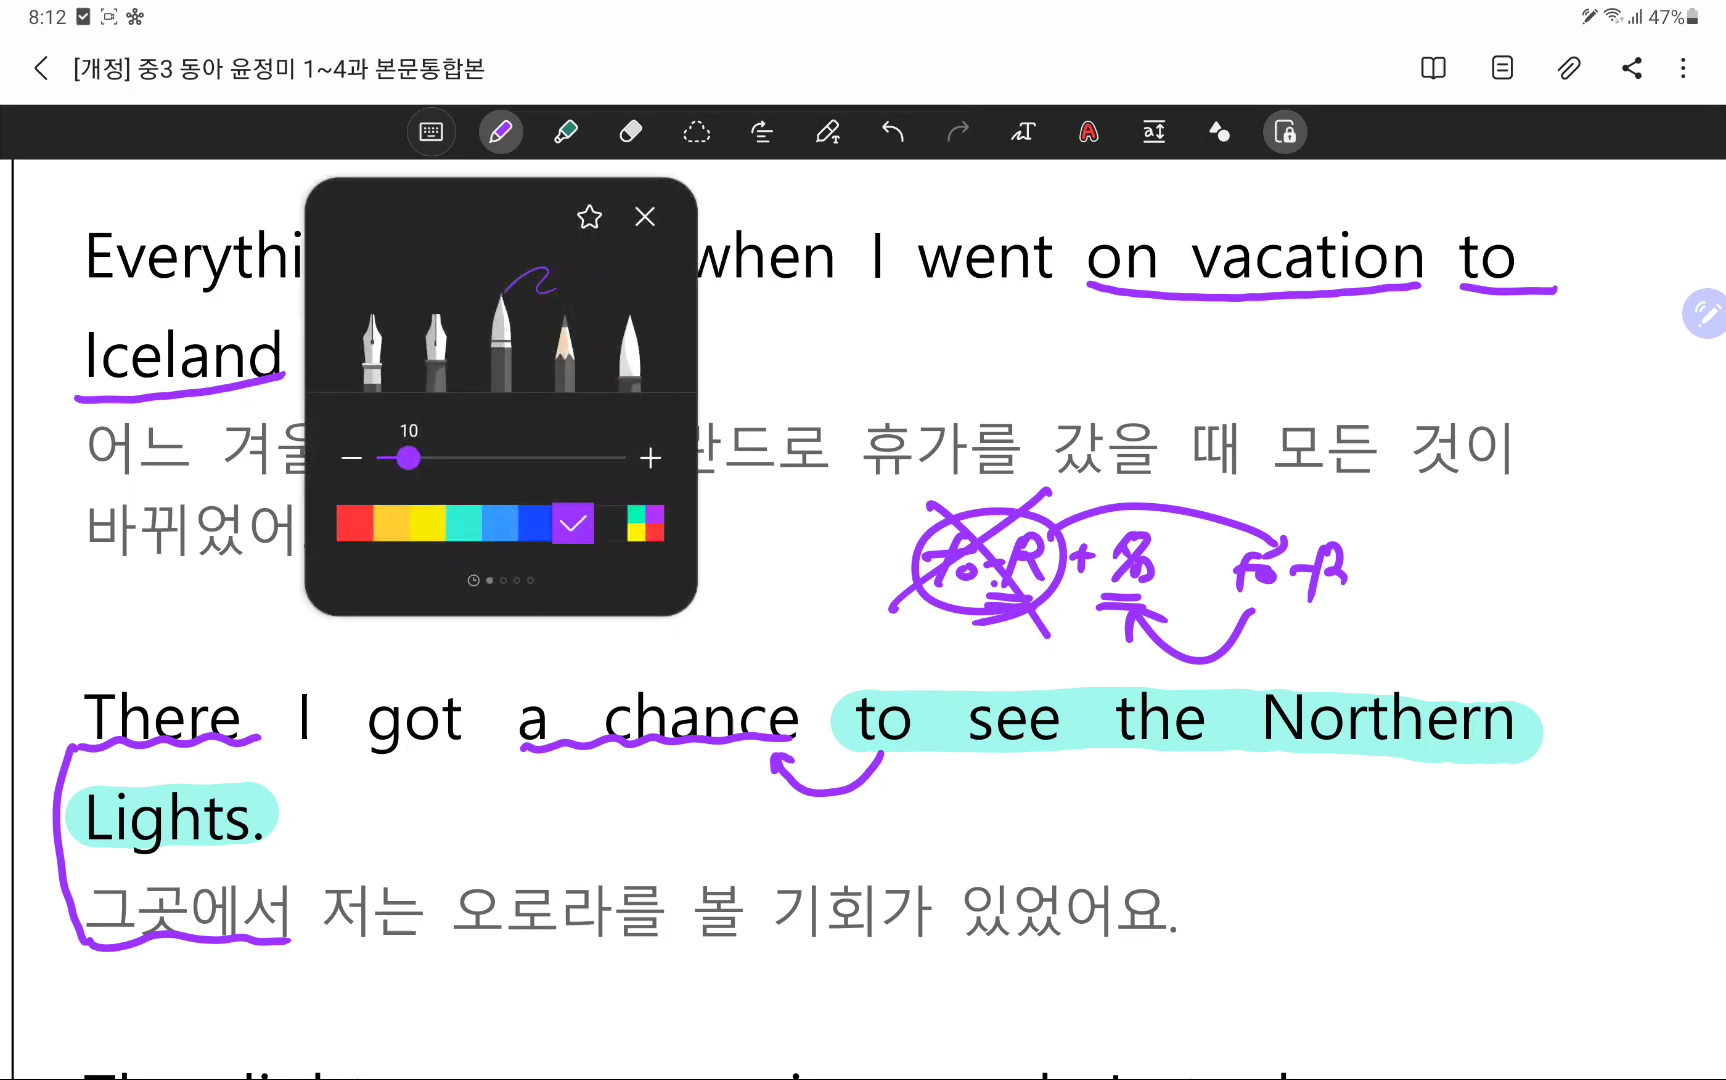 8:12
47%
[개정] 중3 동아 윤정미 1~4과 본문통합본
Everythi when I went on vacation to
Iceland
어느 겨울 란드로 휴가를 갔을 때 모든 것이
바뀌었어
10
to-R + to-R
There I got a chance to see the Northern
Lights.
그곳에서 저는 오로라를 볼 기회가 있었어요.